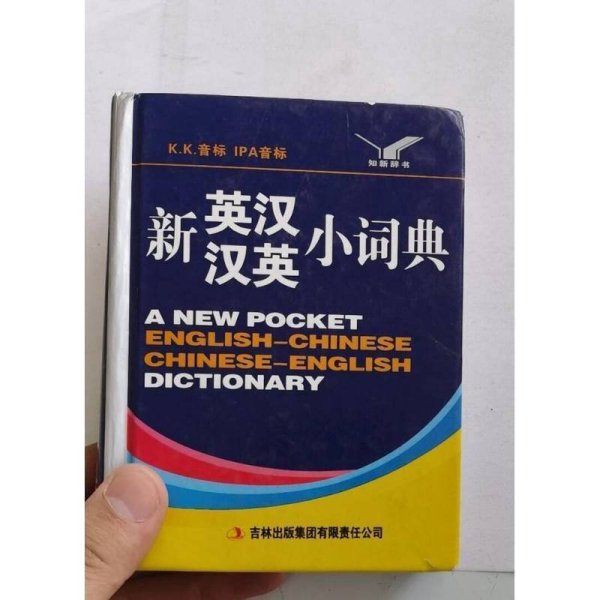 K.K.音标 IPA音标
知新辞书
新 英汉 汉英 小词典
A NEW POCKET
ENGLISH-CHINESE
CHINESE-ENGLISH
DICTIONARY
吉林出版集团有限责任公司